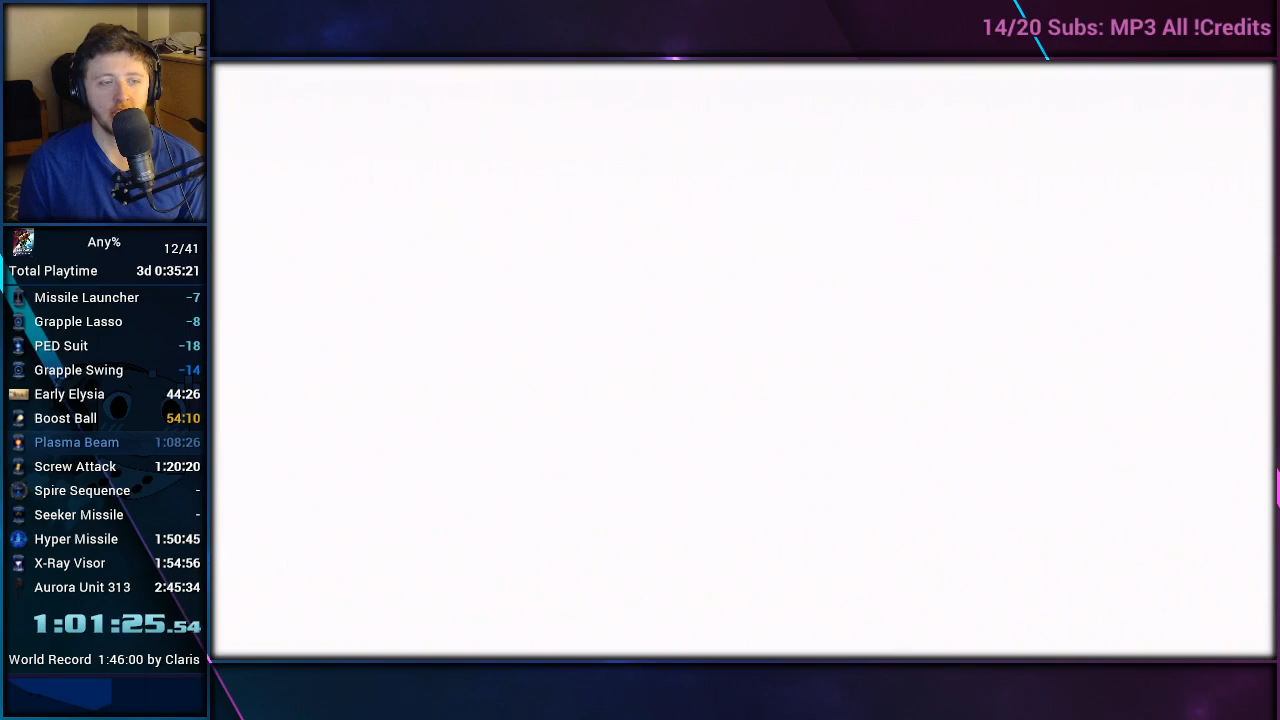 14/20 Subs: MP3 All !Credits
Any%
12/41
Total Playtime 3d 0:35:21
Missile Launcher -7
Grapple Lasso -8
PED Suit -18
Grapple Swing -14
Early Elysia 44:26
Boost Ball 54:10
Plasma Beam 1:08:26
Screw Attack 1:20:20
Spire Sequence -
Seeker Missile -
Hyper Missile 1:50:45
X-Ray Visor 1:54:56
Aurora Unit 313 2:45:34
1:01:25.54
World Record 1:46:00 by Claris